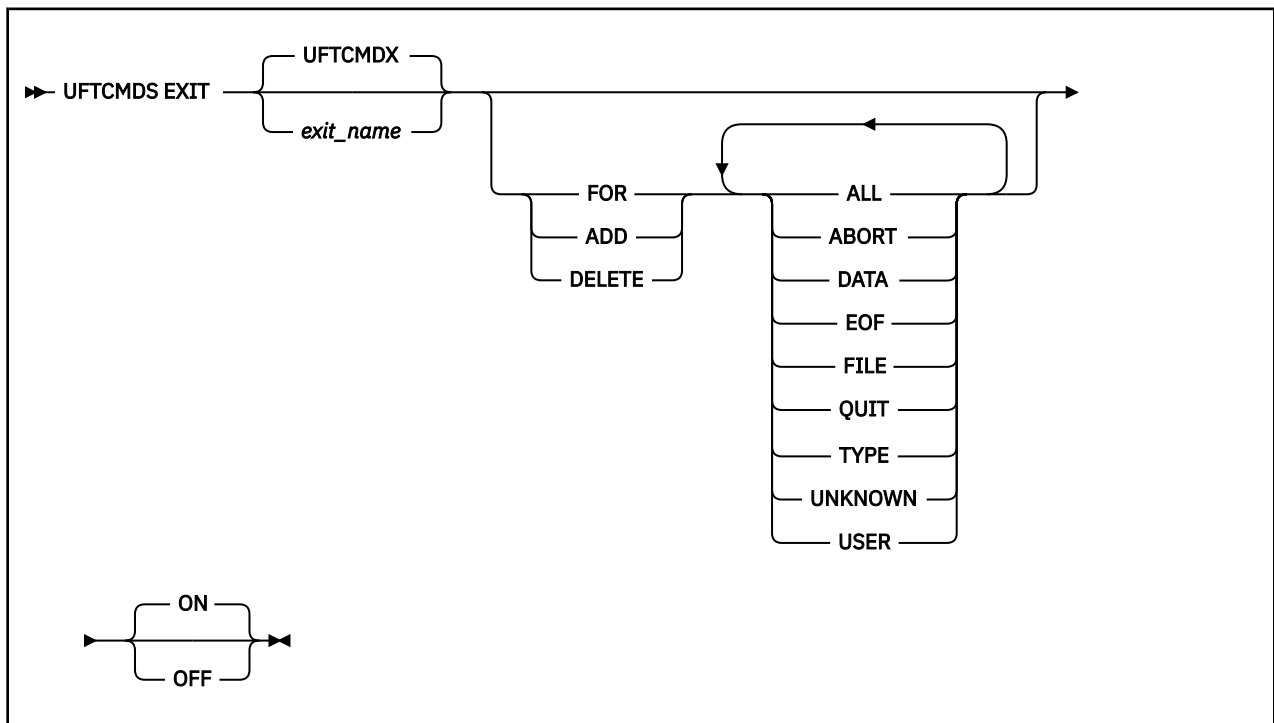 UFTCMDX
UFTCMDS EXIT
exit_name
FOR
ADD
DELETE
ALL
ABORT
DATA
EOF
FILE
QUIT
TYPE
UNKNOWN
USER
ON
OFF